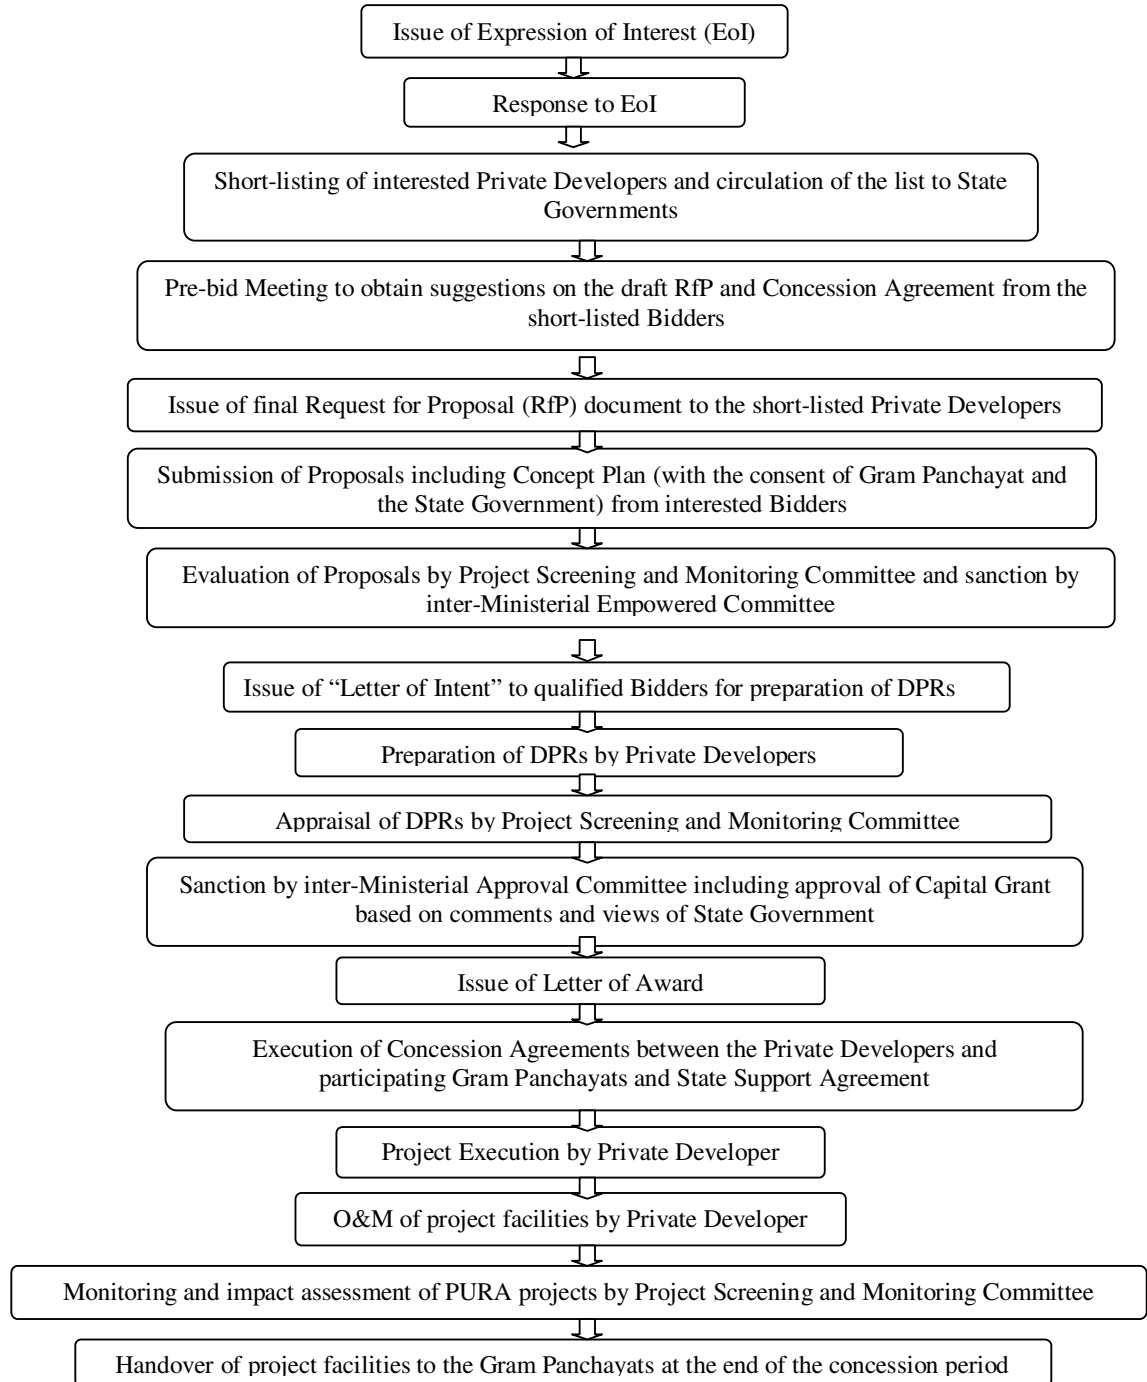 Issue of Expression of Interest (EoI)
Response to EoI
Short-listing of interested Private Developers and circulation of the list to State
Governments
Pre-bid Meeting to obtain suggestions on the draft RfP and Concession Agreement from the
short-listed Bidders
Issue of final Request for Proposal (RfP) document to the short-listed Private Developers
Submission of Proposals including Concept Plan (with the consent of Gram Panchayat and
the State Government) from interested Bidders
Evaluation of Proposals by Project Screening and Monitoring Committee and sanction by
inter-Ministerial Empowered Committee
Issue of “Letter of Intent” to qualified Bidders for preparation of DPRs
Preparation of DPRs by Private Developers
Appraisal of DPRs by Project Screening and Monitoring Committee
Sanction by inter-Ministerial Approval Committee including approval of Capital Grant
based on comments and views of State Government
Issue of Letter of Award
Execution of Concession Agreements between the Private Developers and
participating Gram Panchayats and State Support Agreement
Project Execution by Private Developer
O&M of project facilities by Private Developer
Monitoring and impact assessment of PURA projects by Project Screening and Monitoring Committee
Handover of project facilities to the Gram Panchayats at the end of the concession period